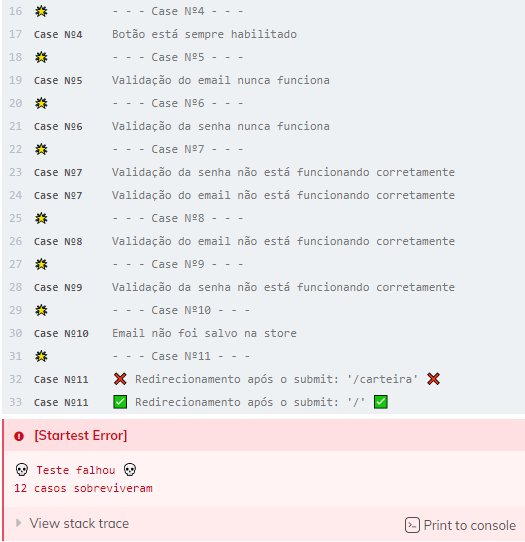 16 💥 - - - Case Nº4 - - -
17 Case Nº4 Botão está sempre habilitado
18 💥 - - - Case Nº5 - - -
19 Case Nº5 Validação do email nunca funciona
20 💥 - - - Case Nº6 - - -
21 Case Nº6 Validação da senha nunca funciona
22 💥 - - - Case Nº7 - - -
23 Case Nº7 Validação da senha não está funcionando corretamente
24 Case Nº7 Validação do email não está funcionando corretamente
25 💥 - - - Case Nº8 - - -
26 Case Nº8 Validação do email não está funcionando corretamente
27 💥 - - - Case Nº9 - - -
28 Case Nº9 Validação da senha não está funcionando corretamente
29 💥 - - - Case Nº10 - - -
30 Case Nº10 Email não foi salvo na store
31 💥 - - - Case Nº11 - - -
32 Case Nº11 ❌ Redirecionamento após o submit: '/carteira' ❌
33 Case Nº11 ✅ Redirecionamento após o submit: '/' ✅
[Startest Error]
💀 Teste falhou 💀
12 casos sobreviveram
View stack trace
Print to console